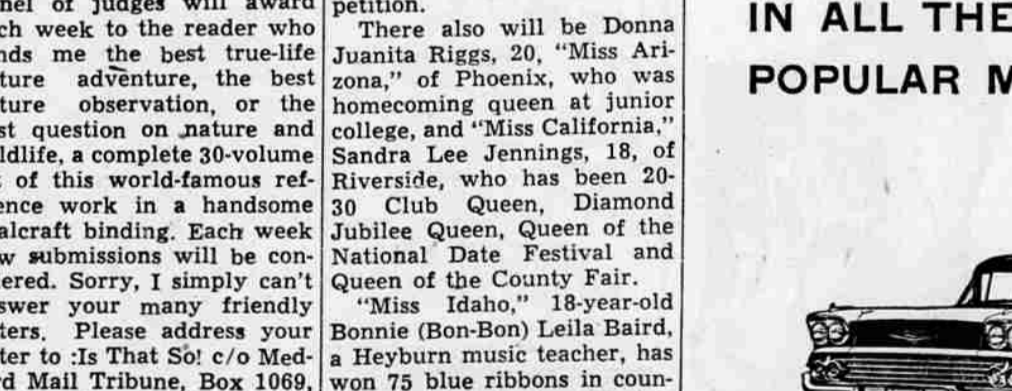 nel of judges will award
ch week to the reader who
nds me the best true-life
ture adventure, the best
ture observation, or the
st question on nature and
ldlife, a complete 30-volume
of this world-famous ref-
ence work in a handsome
alcraft binding. Each week
w submissions will be con-
ered. Sorry, I simply can't
swer your many friendly
ters. Please address your
ter to :Is That So! c/o Med-
rd Mail Tribune, Box 1069,
petition.
There also will be Donna
Juanita Riggs, 20, "Miss Ari-
zona," of Phoenix, who was
homecoming queen at junior
college, and "Miss California,"
Sandra Lee Jennings, 18, of
Riverside, who has been 20-
30 Club Queen, Diamond
Jubilee Queen, Queen of the
National Date Festival and
Queen of the County Fair.
"Miss Idaho," 18-year-old
Bonnie (Bon-Bon) Leila Baird,
a Heyburn music teacher, has
won 75 blue ribbons in coun-
IN ALL THE
POPULAR M